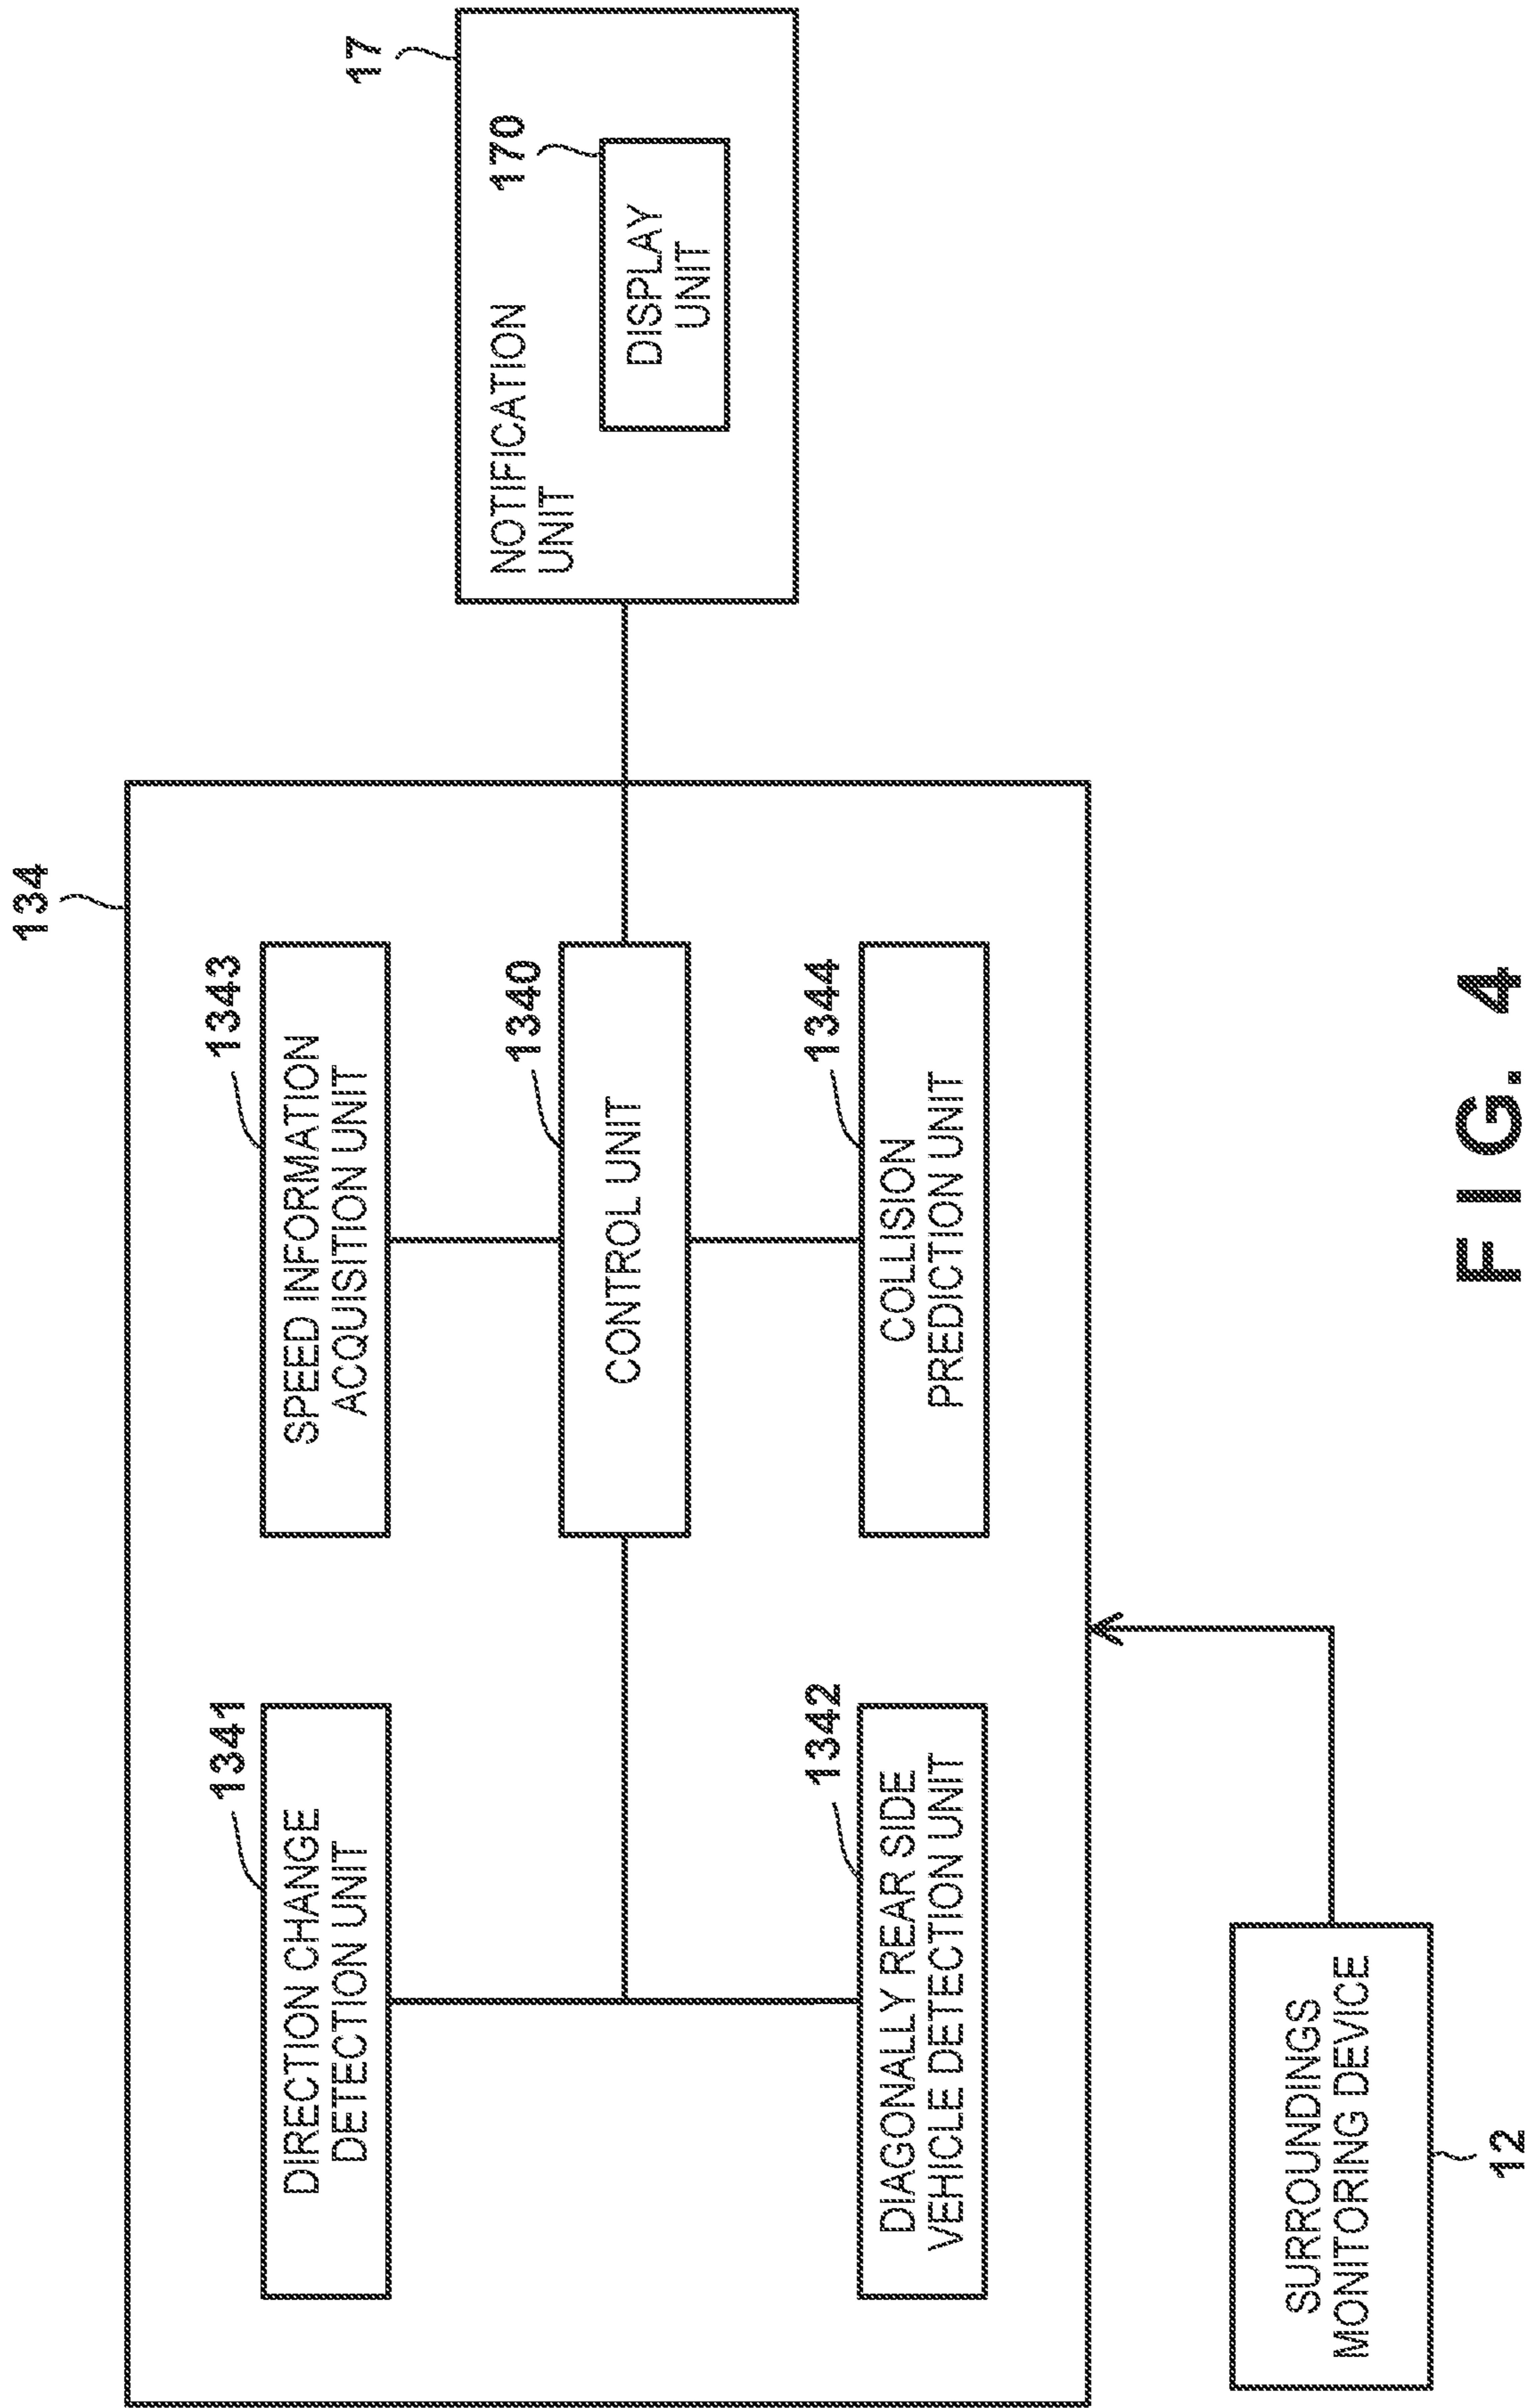 134
1341
DIRECTION CHANGE
DETECTION UNIT
1343
SPEED INFORMATION
ACQUISITION UNIT
1340
CONTROL UNIT
1342
DIAGONALLY REAR SIDE
VEHICLE DETECTION UNIT
1344
COLLISION
PREDICTION UNIT
17
NOTIFICATION
UNIT
170
DISPLAY
UNIT
SURROUNDINGS
MONITORING DEVICE
12
FIG. 4